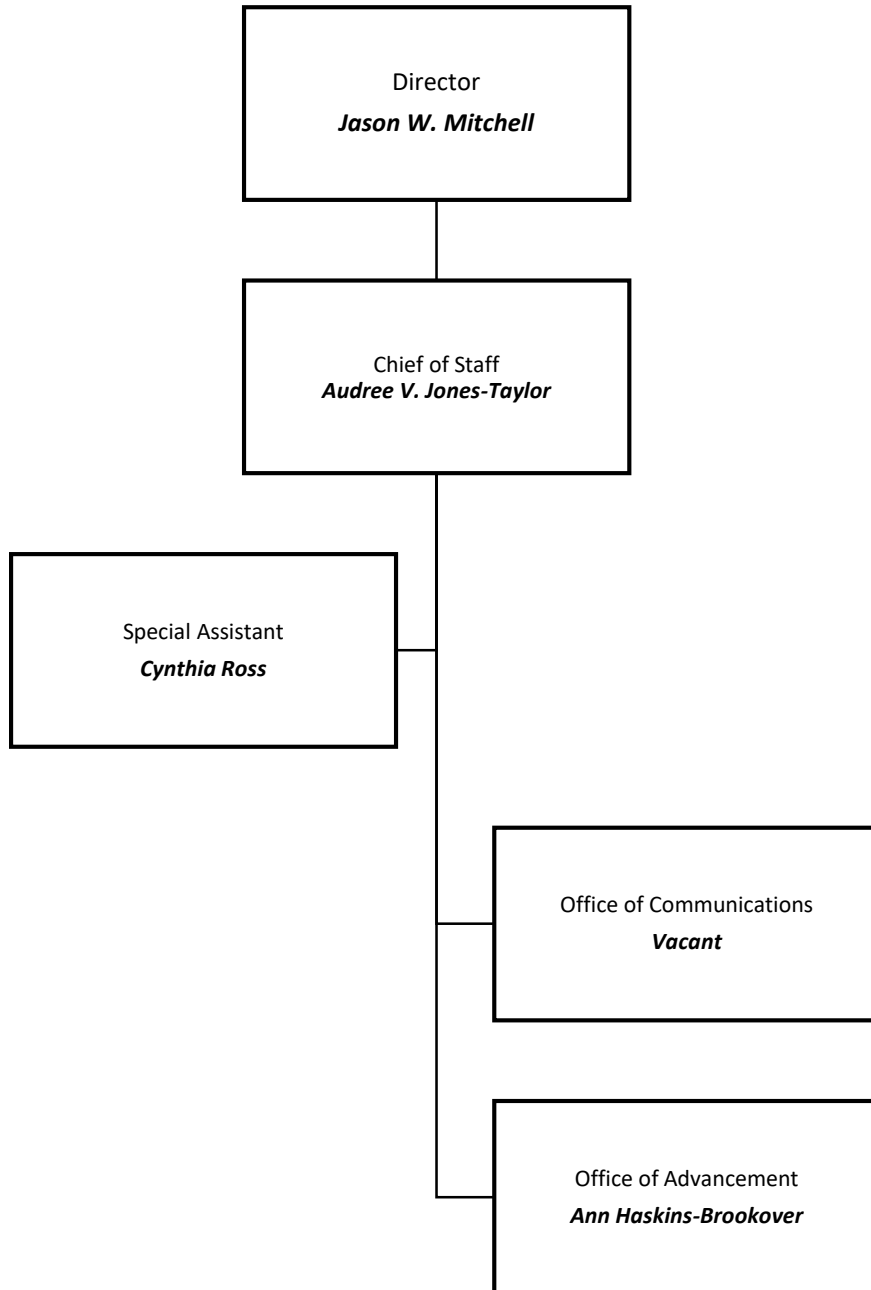 Director
Jason W. Mitchell
Chief of Staff
Audree V. Jones-Taylor
Special Assistant
Cynthia Ross
Office of Communications
Vacant
Office of Advancement
Ann Haskins-Brookover